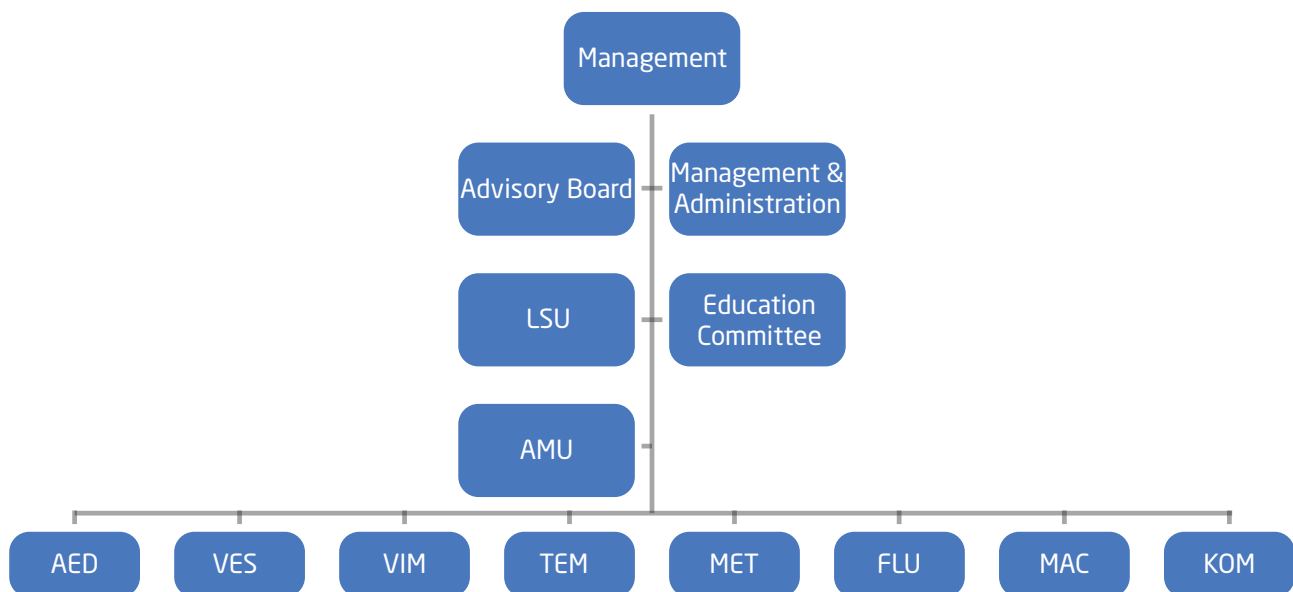 Management
Advisory Board
Management &
Administration
LSU
Education
Committee
AMU
AED
VES
VIM
TEM
MET
FLU
MAC
KOM